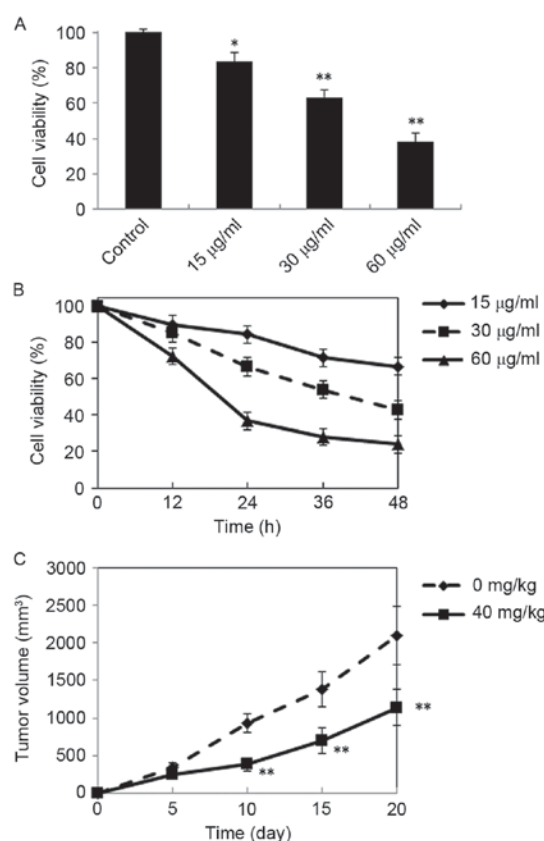 A
Cell viability (%)
100
80
60
40
20
0
*
**
**
Control
15 μg/ml
30 μg/ml
60 μg/ml
B
Cell viability (%)
100
80
60
40
20
0
0 12 24 36 48
Time (h)
15 μg/ml
30 μg/ml
60 μg/ml
C
Tumor volume (mm³)
3000
2500
2000
1500
1000
500
0
0 5 10 15 20
Time (day)
**
**
**
0 mg/kg
40 mg/kg